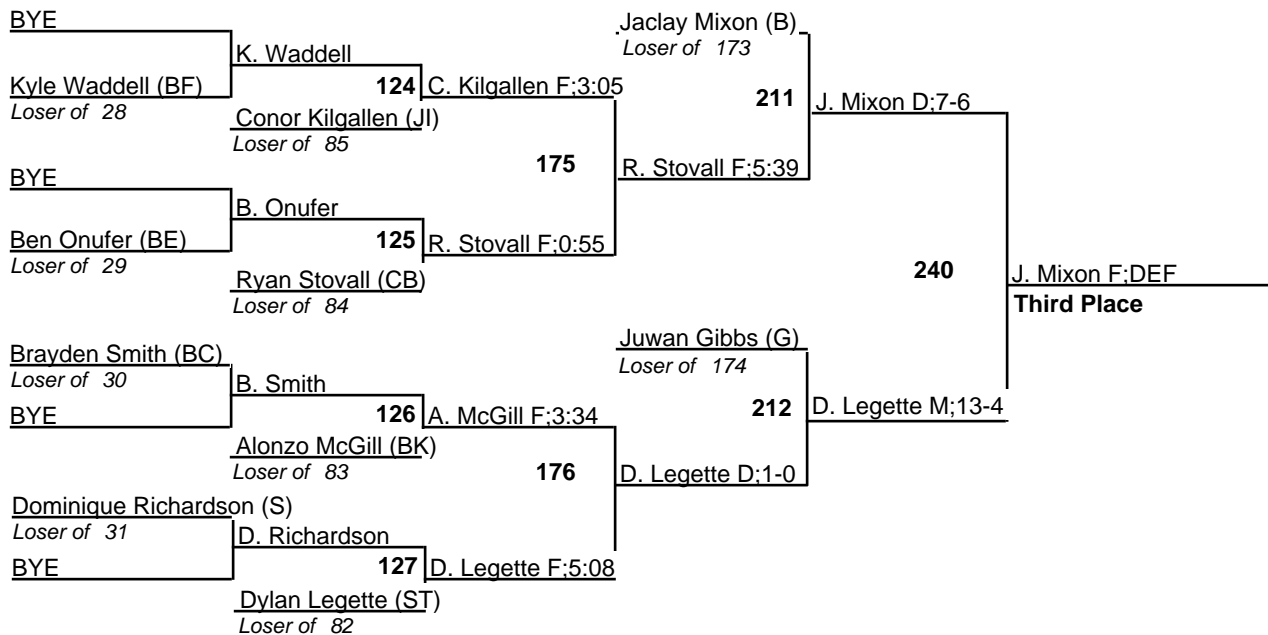 BYE
Jaclay Mixon (B)
Loser of 173
K. Waddell
Kyle Waddell (BF)
Loser of 28
124
C. Kilgallen F;3:05
211
J. Mixon D;7-6
Conor Kilgallen (JI)
Loser of 85
175
R. Stovall F;5:39
BYE
B. Onufer
Ben Onufer (BE)
Loser of 29
125
R. Stovall F;0:55
240
J. Mixon F;DEF
Third Place
Ryan Stovall (CB)
Loser of 84
Juwan Gibbs (G)
Loser of 174
Brayden Smith (BC)
Loser of 30
B. Smith
BYE
126
A. McGill F;3:34
212
D. Legette M;13-4
Alonzo McGill (BK)
Loser of 83
176
D. Legette D;1-0
Dominique Richardson (S)
Loser of 31
D. Richardson
BYE
127
D. Legette F;5:08
Dylan Legette (ST)
Loser of 82